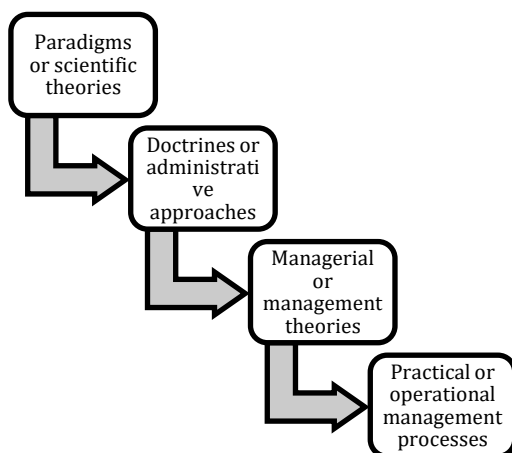 Paradigms
or scientific
theories
Doctrines or
administrati
ve
approaches
Managerial
or
management
theories
Practical or
operational
management
processes